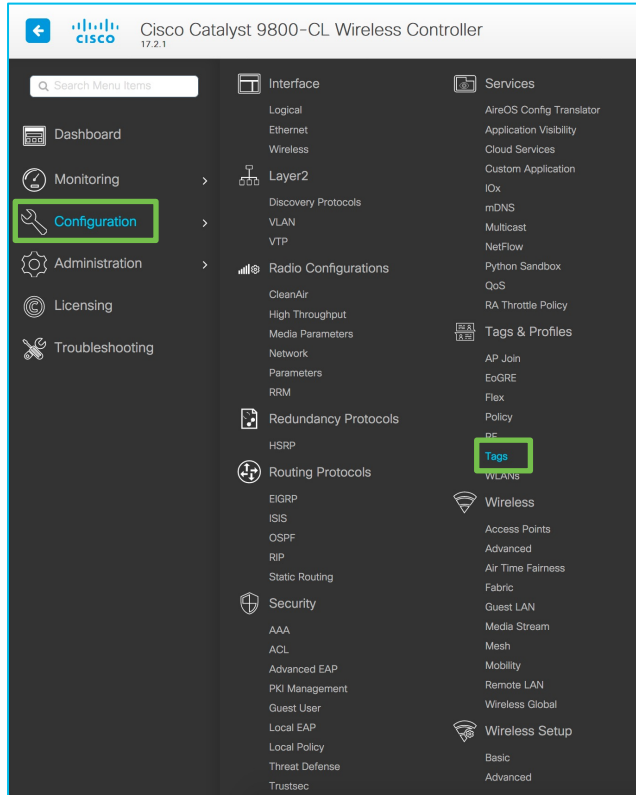 CISCO
Cisco Catalyst 9800-CL Wireless Controller
17.2.1
Search Menu Items
Dashboard
Monitoring
Configuration
Administration
Licensing
Troubleshooting
Interface
Logical
Ethernet
Wireless
Layer2
Discovery Protocols
VLAN
VTP
Radio Configurations
CleanAir
High Throughput
Media Parameters
Network
Parameters
RRM
Redundancy Protocols
HSRP
Routing Protocols
EIGRP
ISIS
OSPF
RIP
Static Routing
Security
AAA
ACL
Advanced EAP
PKI Management
Guest User
Local EAP
Local Policy
Threat Defense
Trustsec
Services
AireOS Config Translator
Application Visibility
Cloud Services
Custom Application
IOx
mDNS
Multicast
NetFlow
Python Sandbox
QoS
RA Throttle Policy
Tags & Profiles
AP Join
EoGRE
Flex
Policy
RF
Tags
WLANs
Wireless
Access Points
Advanced
Air Time Fairness
Fabric
Guest LAN
Media Stream
Mesh
Mobility
Remote LAN
Wireless Global
Wireless Setup
Basic
Advanced